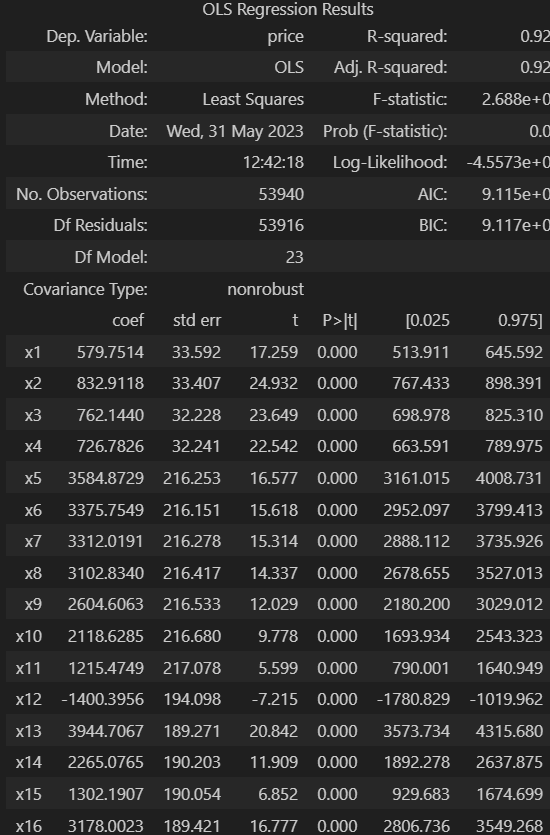 OLS Regression Results
Dep. Variable: price R-squared: 0.92
Model: OLS Adj. R-squared: 0.92
Method: Least Squares F-statistic: 2.688e+0
Date: Wed, 31 May 2023 Prob (F-statistic): 0.0
Time: 12:42:18 Log-Likelihood: -4.5573e+0
No. Observations: 53940 AIC: 9.115e+0
Df Residuals: 53916 BIC: 9.117e+0
Df Model: 23
Covariance Type: nonrobust
coef std err t P>|t| [0.025 0.975]
x1 579.7514 33.592 17.259 0.000 513.911 645.592
x2 832.9118 33.407 24.932 0.000 767.433 898.391
x3 762.1440 32.228 23.649 0.000 698.978 825.310
x4 726.7826 32.241 22.542 0.000 663.591 789.975
x5 3584.8729 216.253 16.577 0.000 3161.015 4008.731
x6 3375.7549 216.151 15.618 0.000 2952.097 3799.413
x7 3312.0191 216.278 15.314 0.000 2888.112 3735.926
x8 3102.8340 216.417 14.337 0.000 2678.655 3527.013
x9 2604.6063 216.533 12.029 0.000 2180.200 3029.012
x10 2118.6285 216.680 9.778 0.000 1693.934 2543.323
x11 1215.4749 217.078 5.599 0.000 790.001 1640.949
x12 -1400.3956 194.098 -7.215 0.000 -1780.829 -1019.962
x13 3944.7067 189.271 20.842 0.000 3573.734 4315.680
x14 2265.0765 190.203 11.909 0.000 1892.278 2637.875
x15 1302.1907 190.054 6.852 0.000 929.683 1674.699
x16 3178.0023 189.421 16.777 0.000 2806.736 3549.268